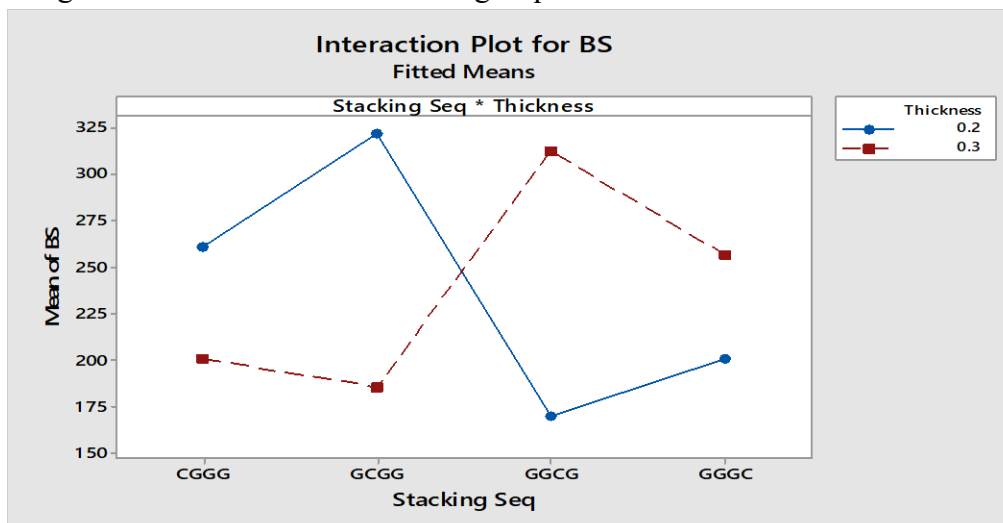 Interaction Plot for BS
Fitted Means
Stacking Seq * Thickness
Thickness
0.2
0.3
325
300
275
250
225
200
175
150
Mean of BS
CGGG GCGG GGCG GGGC
Stacking Seq